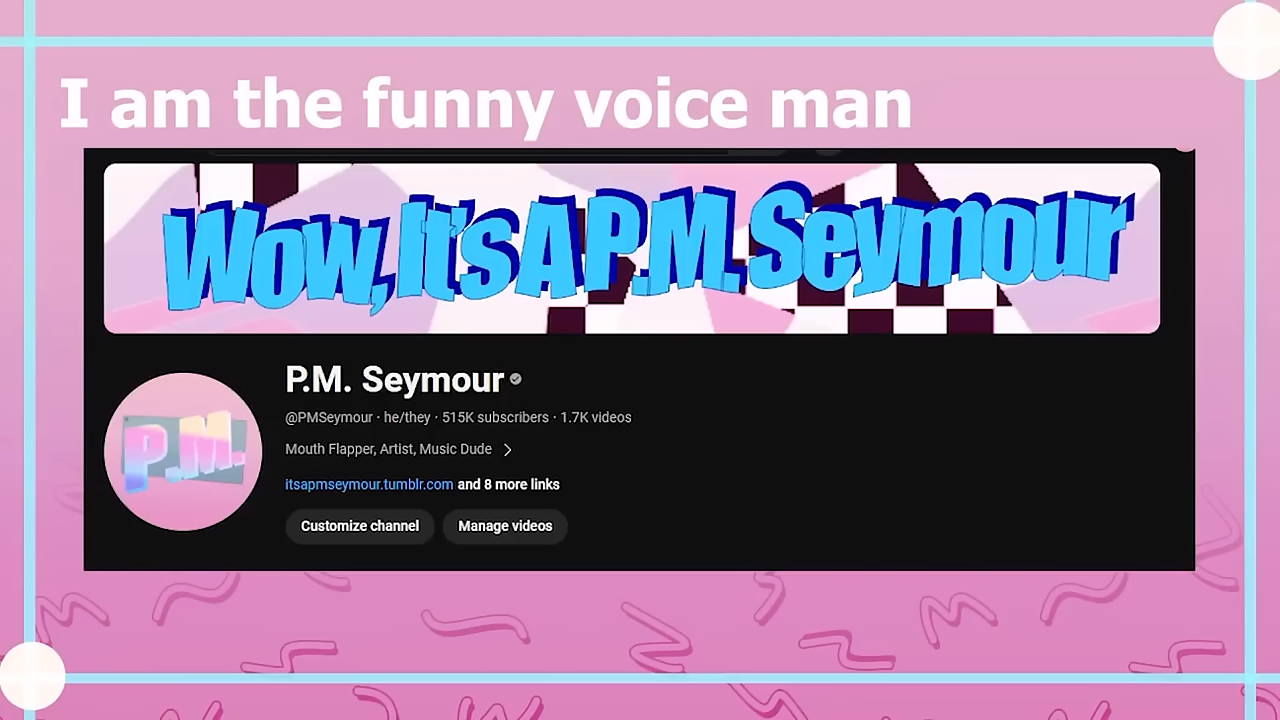 I am the funny voice man
Wow, It's A P.M. Seymour
P.M.
P.M. Seymour
@PMSeymour · he/they · 515K subscribers · 1.7K videos
Mouth Flapper, Artist, Music Dude
itsapmseymour.tumblr.com and 8 more links
Customize channel Manage videos